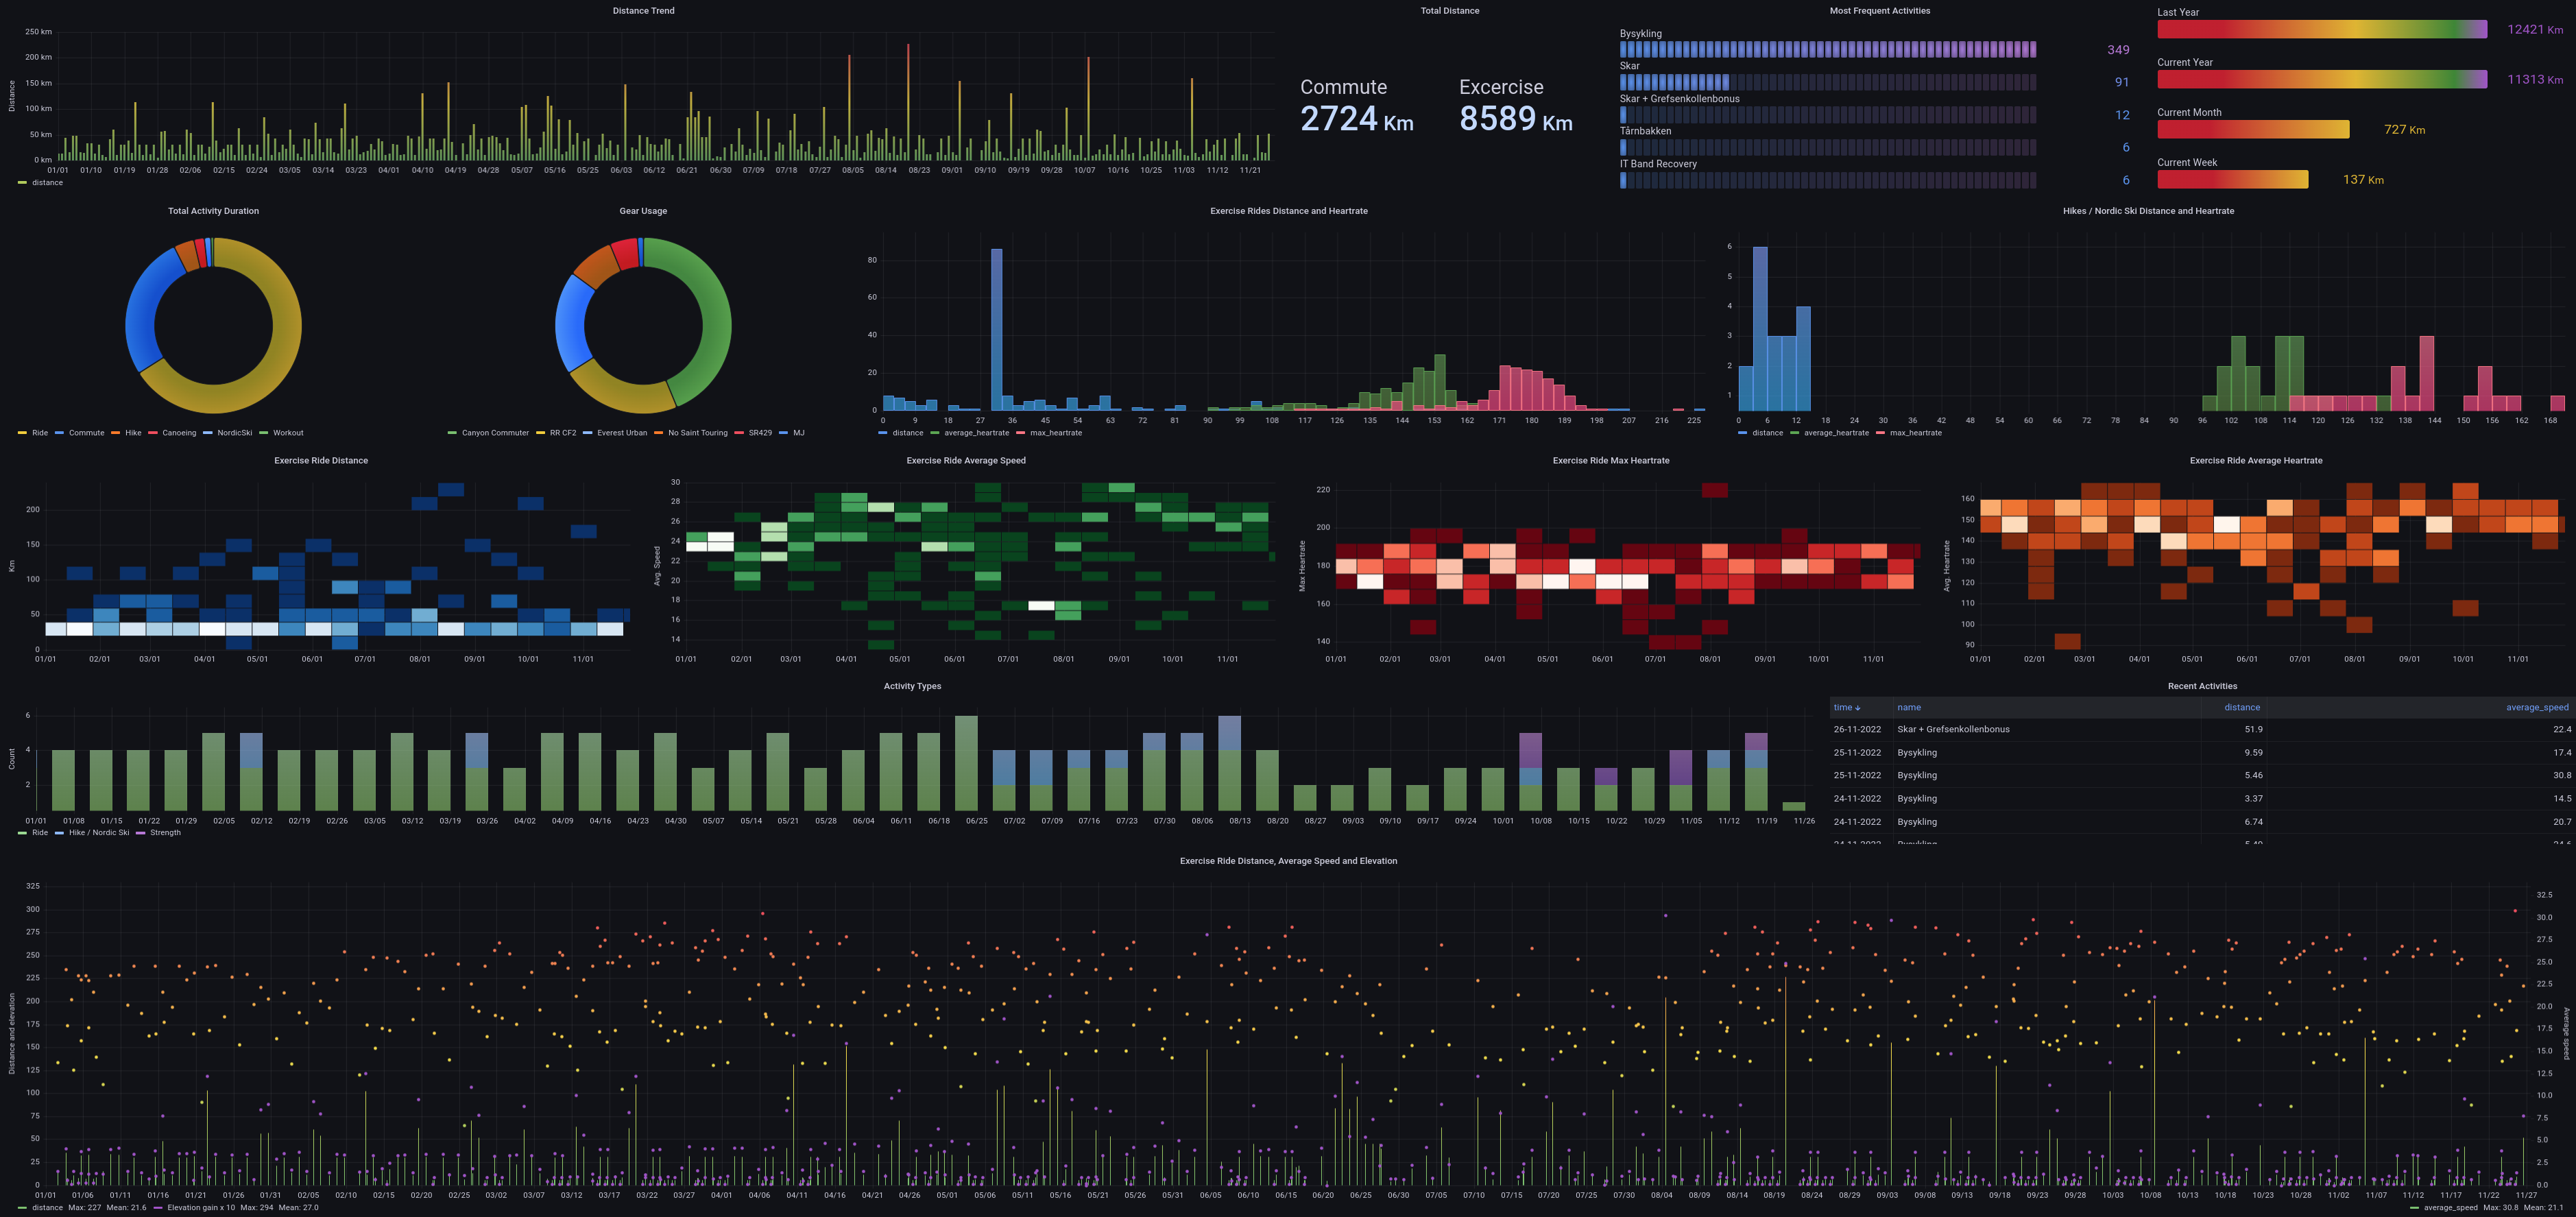 Distance Trend
Distance
250 km
200 km
150 km
100 km
50 km
0 km
01/01 01/10 01/19 01/28 02/06 02/15 02/24 03/05 03/14 03/23 04/01 04/10 04/19 04/28 05/07 05/16 05/25 06/03 06/12 06/21 06/30 07/09 07/18 07/27 08/05 08/14 08/23 09/01 09/10 09/19 09/28 10/07 10/16 10/25 11/03 11/12 11/21
distance
Total Distance
Commute Excercise
2724 Km 8589 Km
Most Frequent Activities
Bysykling
349
Skar
91
Skar + Grefsenkollenbonus
12
Tårnbakken
6
IT Band Recovery
6
Last Year
12421 Km
Current Year
11313 Km
Current Month
727 Km
Current Week
137 Km
Total Activity Duration
Ride Commute Hike Canoeing NordicSki Workout
Gear Usage
Canyon Commuter RR CF2 Everest Urban No Saint Touring SR429 MJ
Exercise Rides Distance and Heartrate
80
60
40
20
0
0 9 18 27 36 45 54 63 72 81 90 99 108 117 126 135 144 153 162 171 180 189 198 207 216 225
distance average_heartrate max_heartrate
Hikes / Nordic Ski Distance and Heartrate
6
5
4
3
2
1
0 6 12 18 24 30 36 42 48 54 60 66 72 78 84 90 96 102 108 114 120 126 132 138 144 150 156 162 168
distance average_heartrate max_heartrate
Exercise Ride Distance
Km
200
150
100
50
0
01/01 02/01 03/01 04/01 05/01 06/01 07/01 08/01 09/01 10/01 11/01
Exercise Ride Average Speed
Avg. Speed
30
28
26
24
22
20
18
16
14
01/01 02/01 03/01 04/01 05/01 06/01 07/01 08/01 09/01 10/01 11/01
Exercise Ride Max Heartrate
Max Heartrate
220
200
180
160
140
01/01 02/01 03/01 04/01 05/01 06/01 07/01 08/01 09/01 10/01 11/01
Exercise Ride Average Heartrate
Avg. Heartrate
160
150
140
130
120
110
100
90
01/01 02/01 03/01 04/01 05/01 06/01 07/01 08/01 09/01 10/01 11/01
Activity Types
Count
6
4
2
01/01 01/08 01/15 01/22 01/29 02/05 02/12 02/19 02/26 03/05 03/12 03/19 03/26 04/02 04/09 04/16 04/23 04/30 05/07 05/14 05/21 05/28 06/04 06/11 06/18 06/25 07/02 07/09 07/16 07/23 07/30 08/06 08/13 08/20 08/27 09/03 09/10 09/17 09/24 10/01 10/08 10/15 10/22 10/29 11/05 11/12 11/19 11/26
Ride Hike / Nordic Ski Strength
Recent Activities
time name distance average_speed
26-11-2022 Skar + Grefsenkollenbonus 51.9 22.4
25-11-2022 Bysykling 9.59 17.4
25-11-2022 Bysykling 5.46 30.8
24-11-2022 Bysykling 3.37 14.5
24-11-2022 Bysykling 6.74 20.7
Exercise Ride Distance, Average Speed and Elevation
Distance and elevation
325
300
275
250
225
200
175
150
125
100
75
50
25
0
32.5
30.0
27.5
25.0
22.5
20.0
17.5
15.0
12.5
10.0
7.5
5.0
2.5
0.0
Average speed
01/01 01/06 01/11 01/16 01/21 01/26 01/31 02/05 02/10 02/15 02/20 02/25 03/02 03/07 03/12 03/17 03/22 03/27 04/01 04/06 04/11 04/16 04/21 04/26 05/01 05/06 05/11 05/16 05/21 05/26 05/31 06/05 06/10 06/15 06/20 06/25 06/30 07/05 07/10 07/15 07/20 07/25 07/30 08/04 08/09 08/14 08/19 08/24 08/29 09/03 09/08 09/13 09/18 09/23 09/28 10/03 10/08 10/13 10/18 10/23 10/28 11/02 11/07 11/12 11/17 11/22 11/27
distance Max: 227 Mean: 21.6 Elevation gain x 10 Max: 294 Mean: 27.0
average_speed Max: 30.8 Mean: 21.1